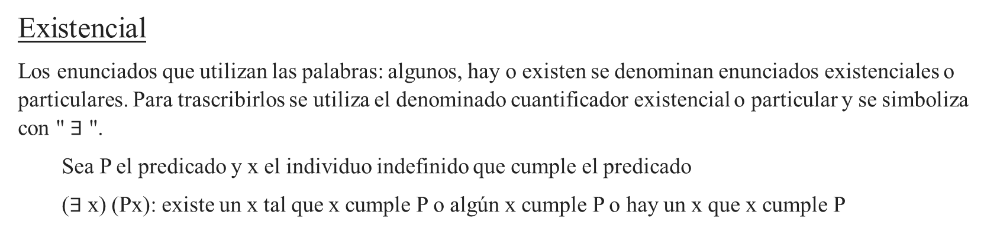 Existencial
Los enunciados que utilizan las palabras: algunos, hay o existen se denominan enunciados existenciales o
particulares. Para trascribirlos se utiliza el denominado cuantificador existencial o particular y se simboliza
con " ∃ ".
Sea P el predicado y x el individuo indefinido que cumple el predicado
(∃ x) (Px): existe un x tal que x cumple P o algún x cumple P o hay un x que x cumple P